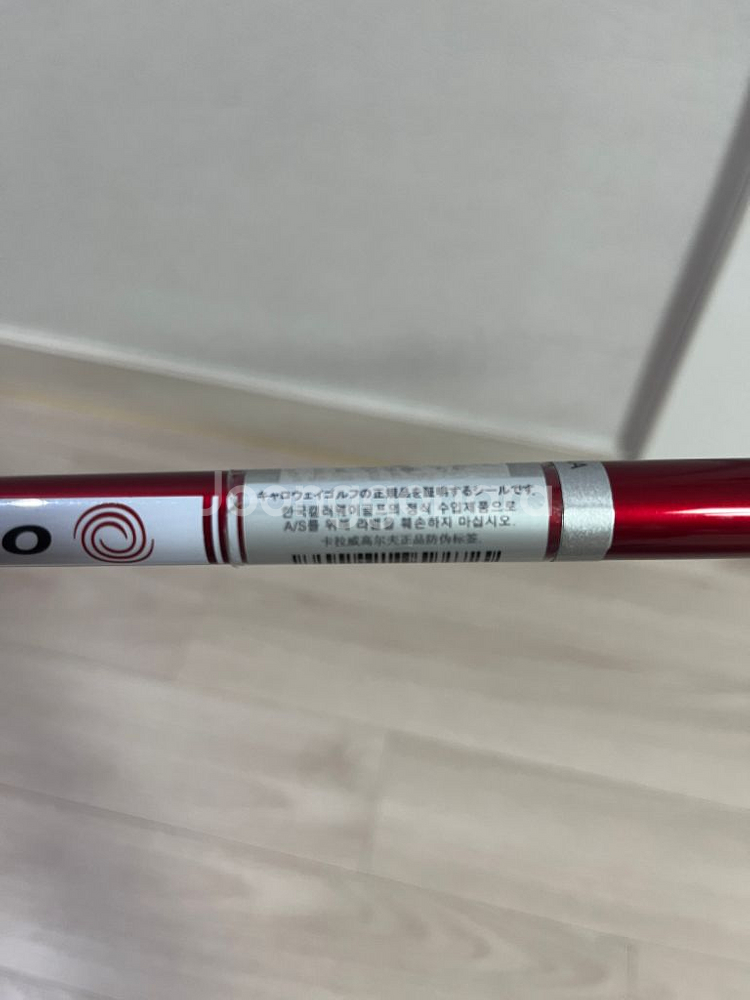 キャロウェイゴルフの正規品を証明するシールです。
한국캘러웨이골프의 정식 수입제품으로
A/S를 위해 라벨을 훼손하지 마십시오.
卡拉威高尔夫正品防伪标签。
O
A